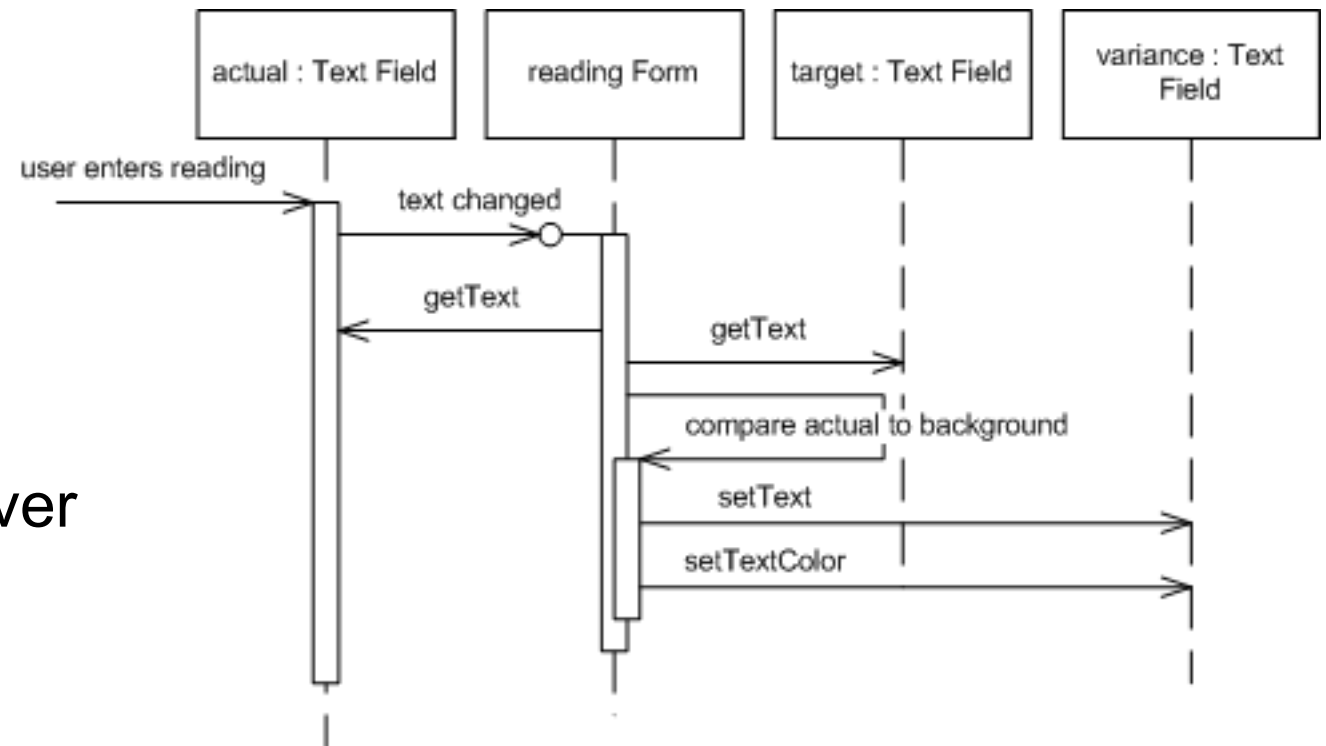 actual : Text Field
reading Form
target : Text Field
variance : Text
Field
user enters reading
text changed
getText
getText
compare actual to background
ver
setText
setTextColor